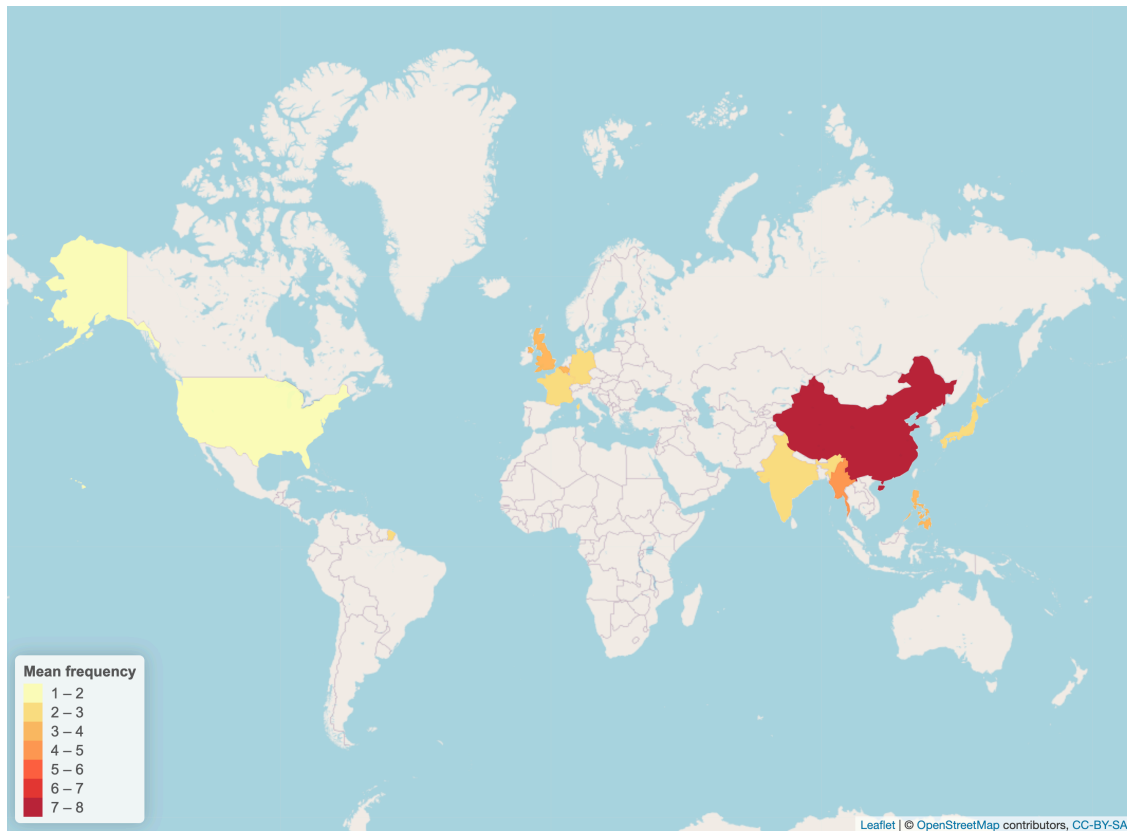 Mean frequency
1 – 2
2 – 3
3 – 4
4 – 5
5 – 6
6 – 7
7 – 8
Leaflet | © OpenStreetMap contributors, CC-BY-SA